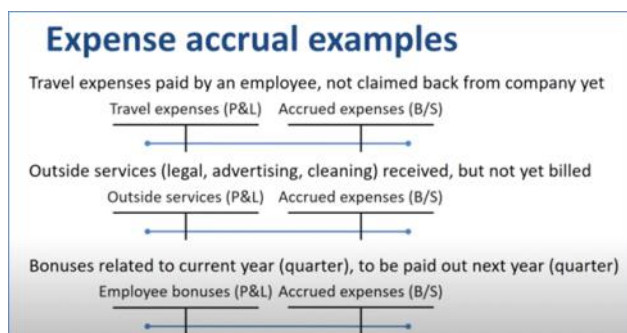 Expense accrual examples
Travel expenses paid by an employee, not claimed back from company yet
Travel expenses (P&L) Accrued expenses (B/S)
Outside services (legal, advertising, cleaning) received, but not yet billed
Outside services (P&L) Accrued expenses (B/S)
Bonuses related to current year (quarter), to be paid out next year (quarter)
Employee bonuses (P&L) Accrued expenses (B/S)